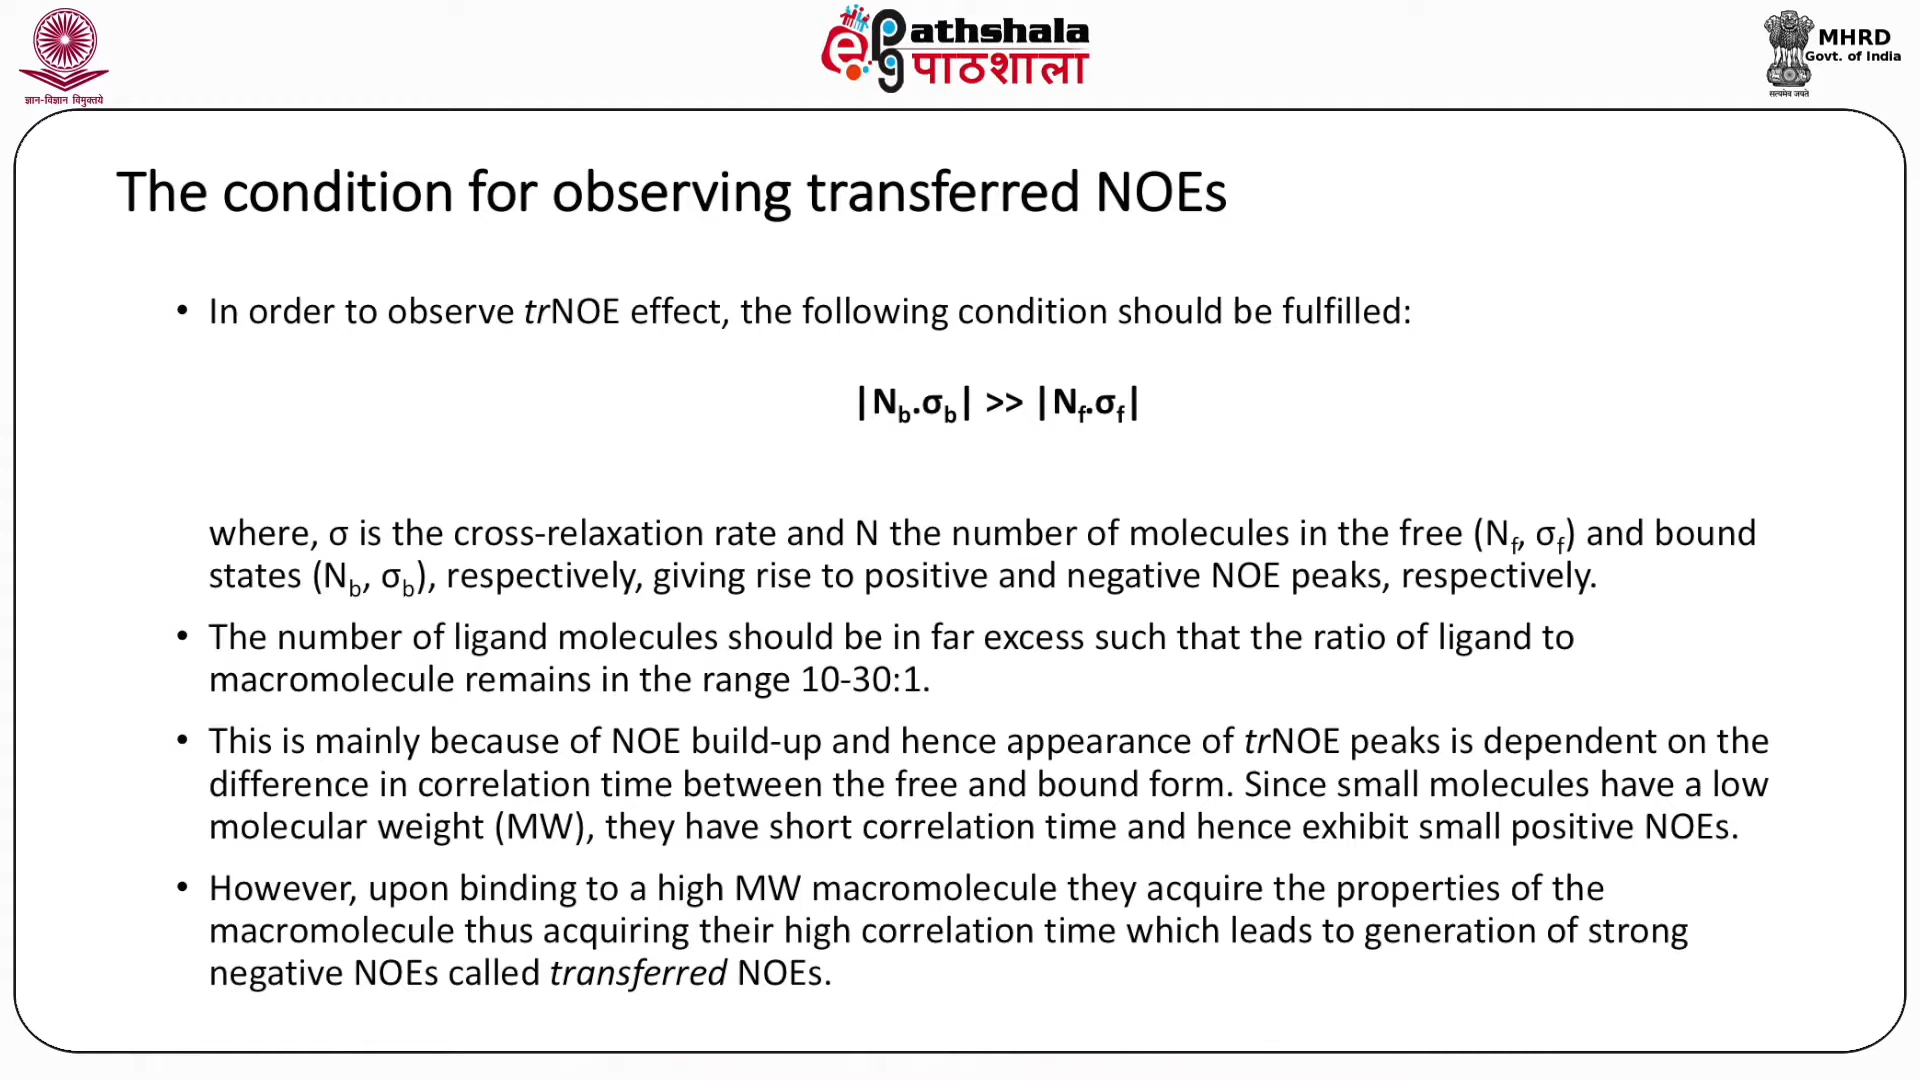 ज्ञान-विज्ञान विमुक्तये
ePathshala
पाठशाला
MHRD
Govt. of India
सत्यमेव जयते
The condition for observing transferred NOEs
• In order to observe trNOE effect, the following condition should be fulfilled:
|Nb.σb| >> |Nf.σf|
where, σ is the cross-relaxation rate and N the number of molecules in the free (Nf, σf) and bound
states (Nb, σb), respectively, giving rise to positive and negative NOE peaks, respectively.
• The number of ligand molecules should be in far excess such that the ratio of ligand to
macromolecule remains in the range 10-30:1.
• This is mainly because of NOE build-up and hence appearance of trNOE peaks is dependent on the
difference in correlation time between the free and bound form. Since small molecules have a low
molecular weight (MW), they have short correlation time and hence exhibit small positive NOEs.
• However, upon binding to a high MW macromolecule they acquire the properties of the
macromolecule thus acquiring their high correlation time which leads to generation of strong
negative NOEs called transferred NOEs.